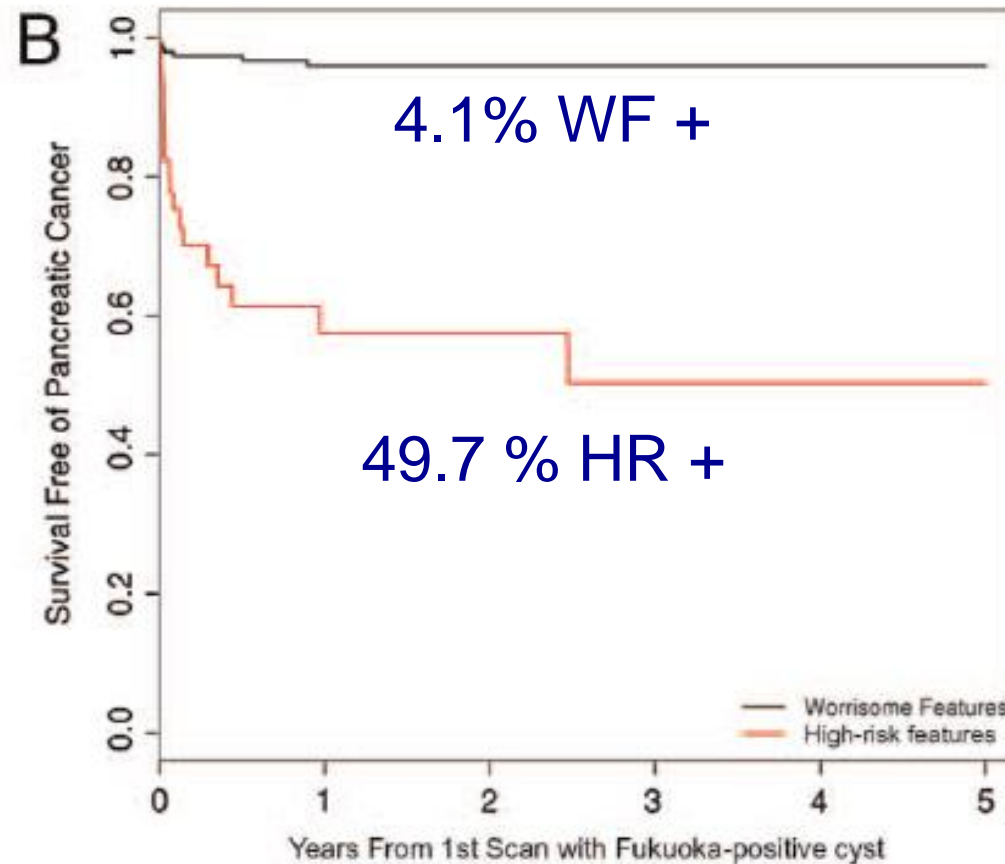 B
1.0
0.8
0.6
0.4
0.2
0.0
Survival Free of Pancreatic Cancer
4.1% WF +
49.7 % HR +
Worrisome Features
High-risk features
0 1 2 3 4 5
Years From 1st Scan with Fukuoka-positive cyst